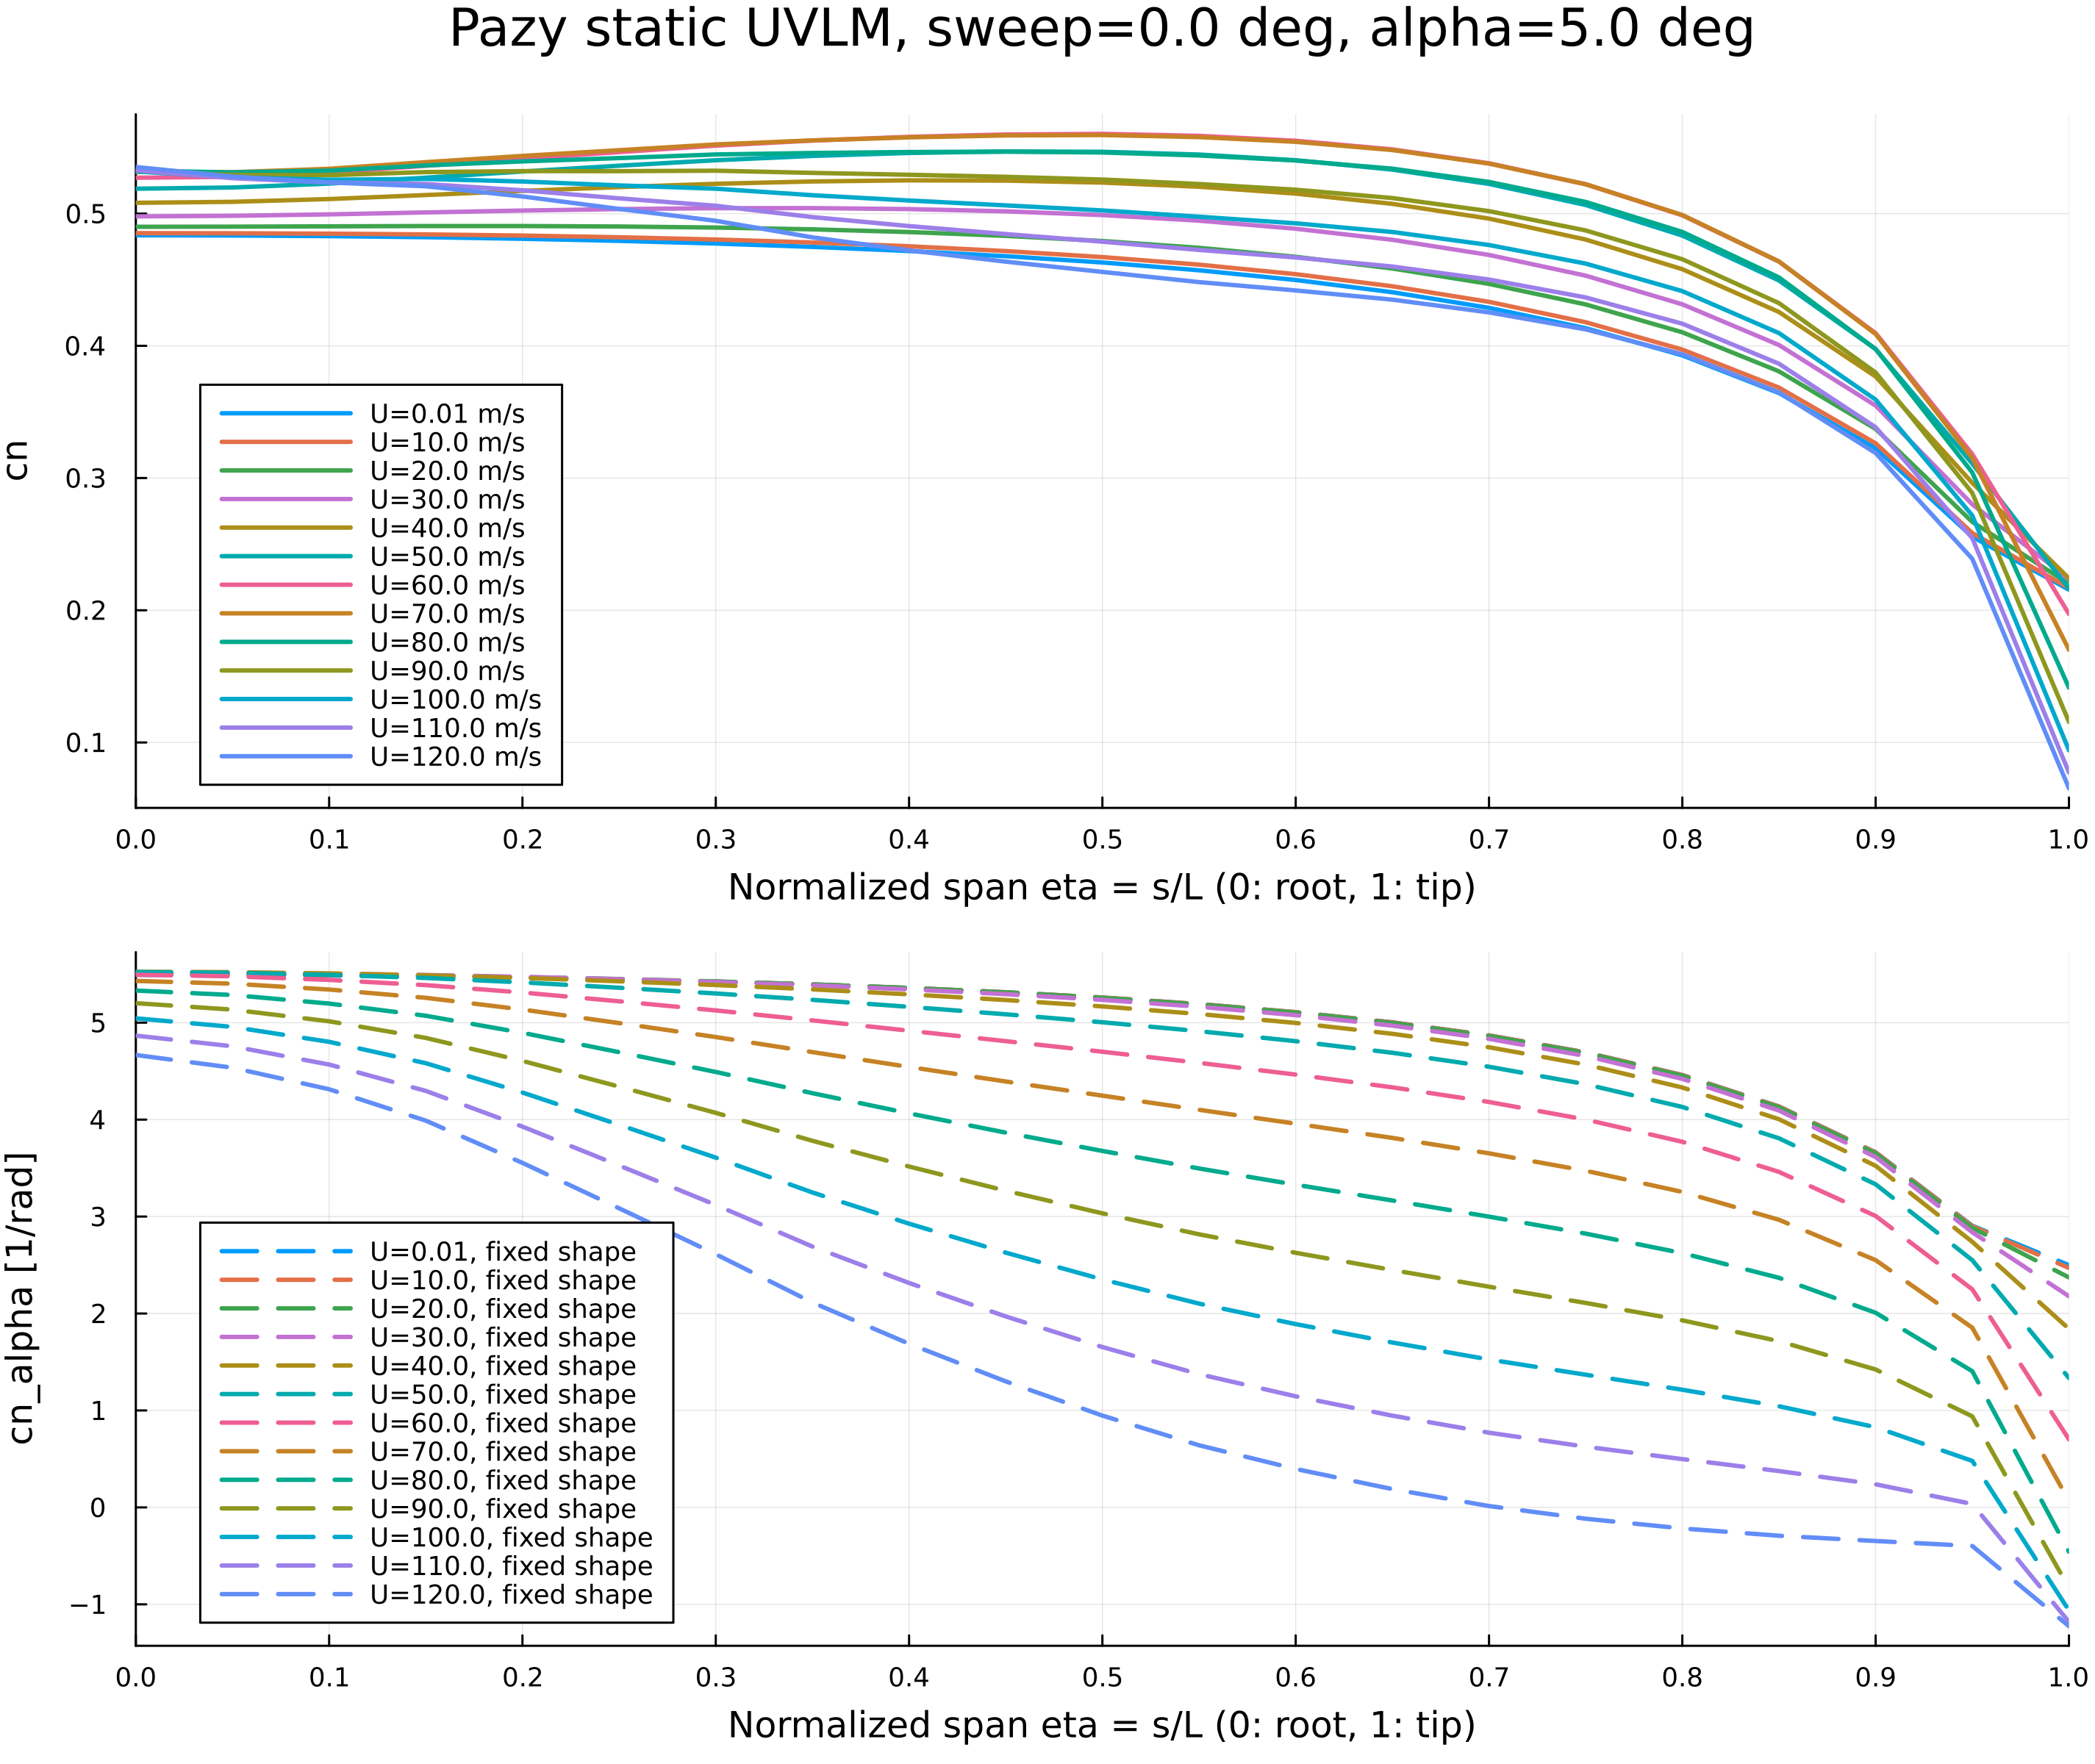 Pazy static UVLM, sweep=0.0 deg, alpha=5.0 deg
cn
0.5
0.4
0.3
0.2
0.1
U=0.01 m/s
U=10.0 m/s
U=20.0 m/s
U=30.0 m/s
U=40.0 m/s
U=50.0 m/s
U=60.0 m/s
U=70.0 m/s
U=80.0 m/s
U=90.0 m/s
U=100.0 m/s
U=110.0 m/s
U=120.0 m/s
0.0 0.1 0.2 0.3 0.4 0.5 0.6 0.7 0.8 0.9 1.0
Normalized span eta = s/L (0: root, 1: tip)
cn_alpha [1/rad]
5
4
3
2
1
0
−1
U=0.01, fixed shape
U=10.0, fixed shape
U=20.0, fixed shape
U=30.0, fixed shape
U=40.0, fixed shape
U=50.0, fixed shape
U=60.0, fixed shape
U=70.0, fixed shape
U=80.0, fixed shape
U=90.0, fixed shape
U=100.0, fixed shape
U=110.0, fixed shape
U=120.0, fixed shape
0.0 0.1 0.2 0.3 0.4 0.5 0.6 0.7 0.8 0.9 1.0
Normalized span eta = s/L (0: root, 1: tip)